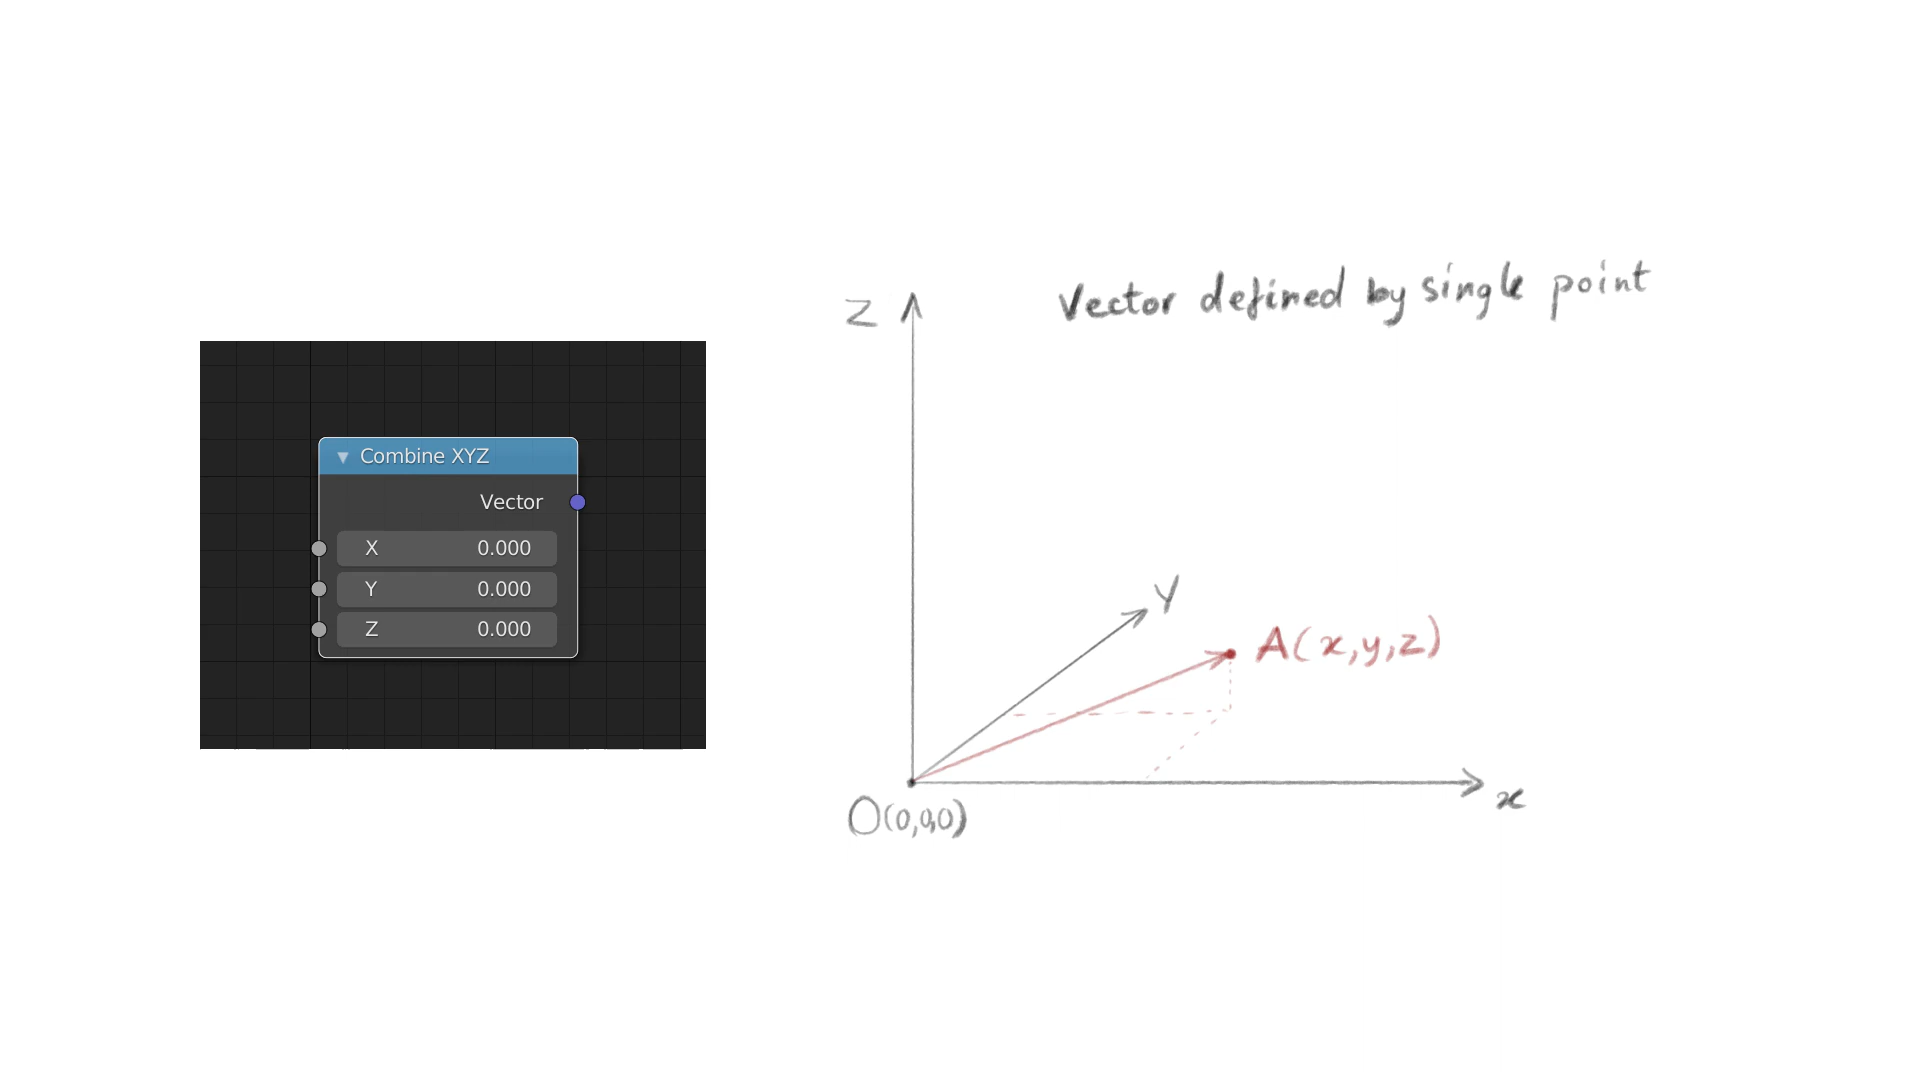 Combine XYZ
Vector
X 0.000
Y 0.000
Z 0.000
Vector defined by single point
Z
Y
A(x,y,z)
x
O(0,0,0)